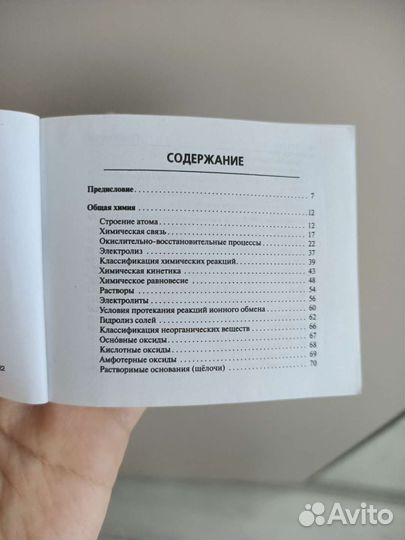 СОДЕРЖАНИЕ
Предисловие 7
Общая химия 12
Строение атома 12
Химическая связь 17
Окислительно-восстановительные процессы 22
Электролиз 37
Классификация химических реакций 39
Химическая кинетика 43
Химическое равновесие 48
Растворы 54
Электролиты 56
Условия протекания реакций ионного обмена 60
Гидролиз солей 62
Классификация неорганических веществ 66
Оснóвные оксиды 67
Кислотные оксиды 68
Амфотерные оксиды 69
Растворимые основания (щёлочи) 70
Avito